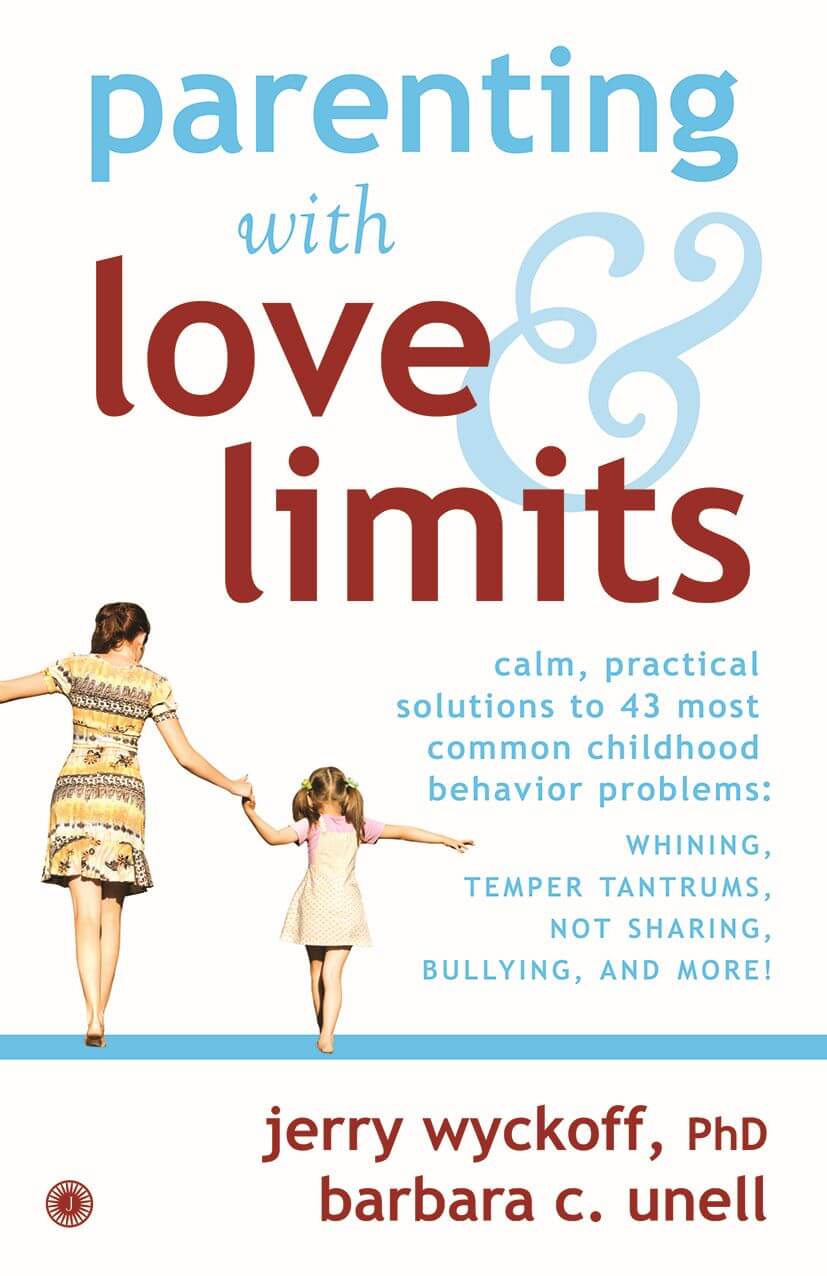 parenting
with
love &
limits
calm, practical
solutions to 43 most
common childhood
behavior problems:
WHINING,
TEMPER TANTRUMS,
NOT SHARING,
BULLYING, AND MORE!
jerry wyckoff, PhD
barbara c. unell
J